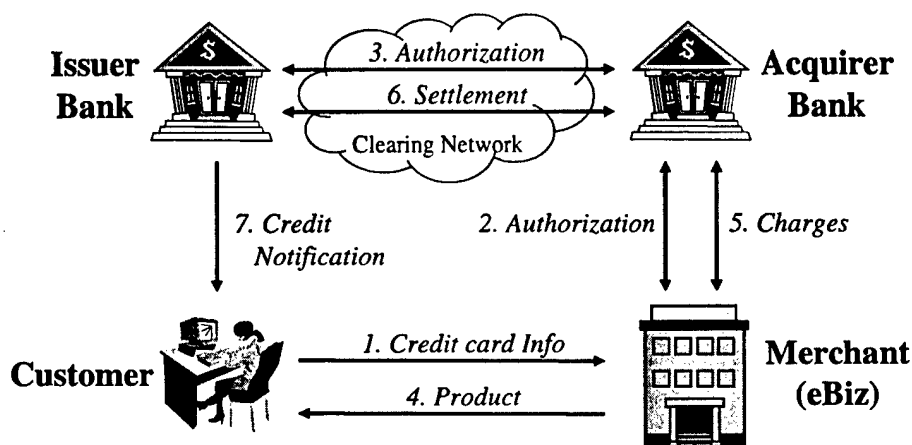 $
$
Issuer
Bank
3. Authorization
6. Settlement
Clearing Network
Acquirer
Bank
7. Credit
Notification
2. Authorization
5. Charges
Customer
1. Credit card Info
4. Product
Merchant
(eBiz)